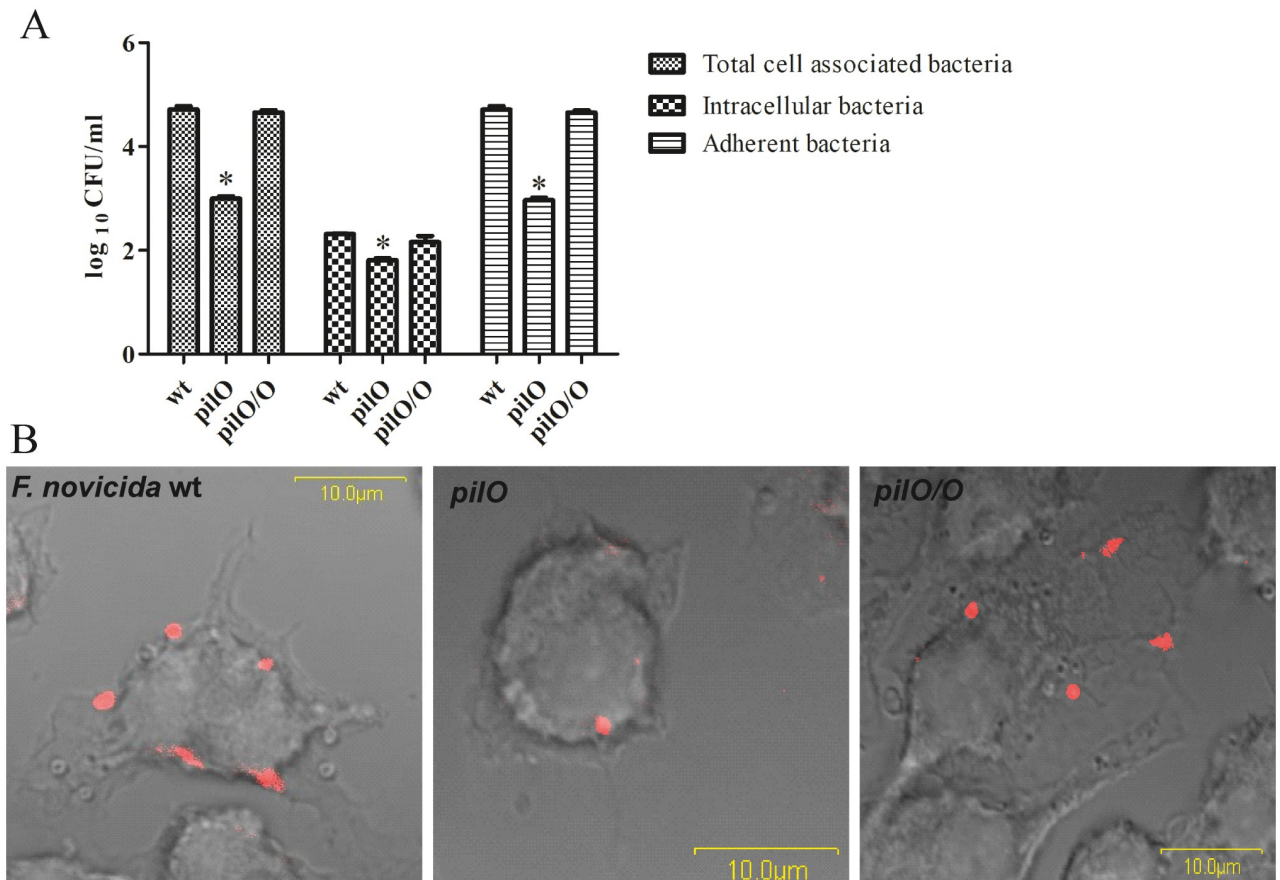 A
6
4
2
0
log 10 CFU/ml
Total cell associated bacteria
Intracellular bacteria
Adherent bacteria
*
*
*
wt
pilO
pilO/O
wt
pilO
pilO/O
wt
pilO
pilO/O
B
F. novicida wt
10.0µm
pilO
10.0µm
pilO/O
10.0µm